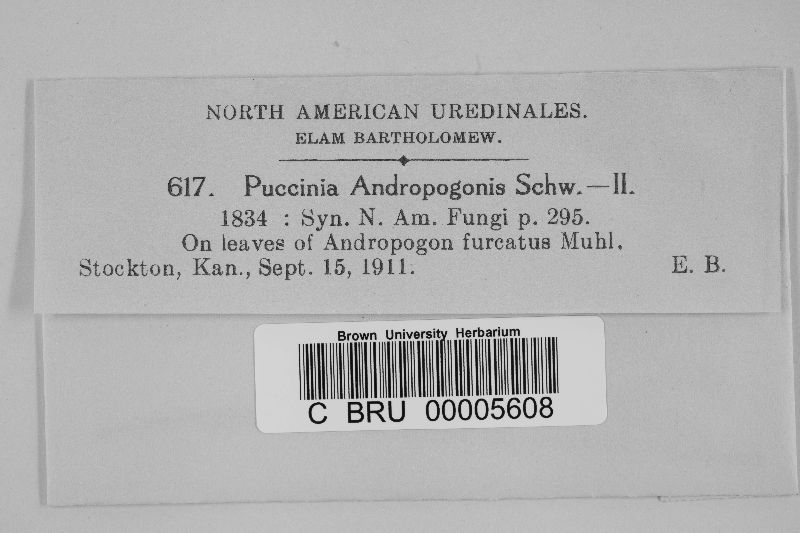 NORTH AMERICAN UREDINALES.
ELAM BARTHOLOMEW.
617. Puccinia Andropogonis Schw.—II.
1834 : Syn. N. Am. Fungi p. 295.
On leaves of Andropogon furcatus Muhl.
Stockton, Kan., Sept. 15, 1911. E. B.
Brown University Herbarium
C BRU 00005608